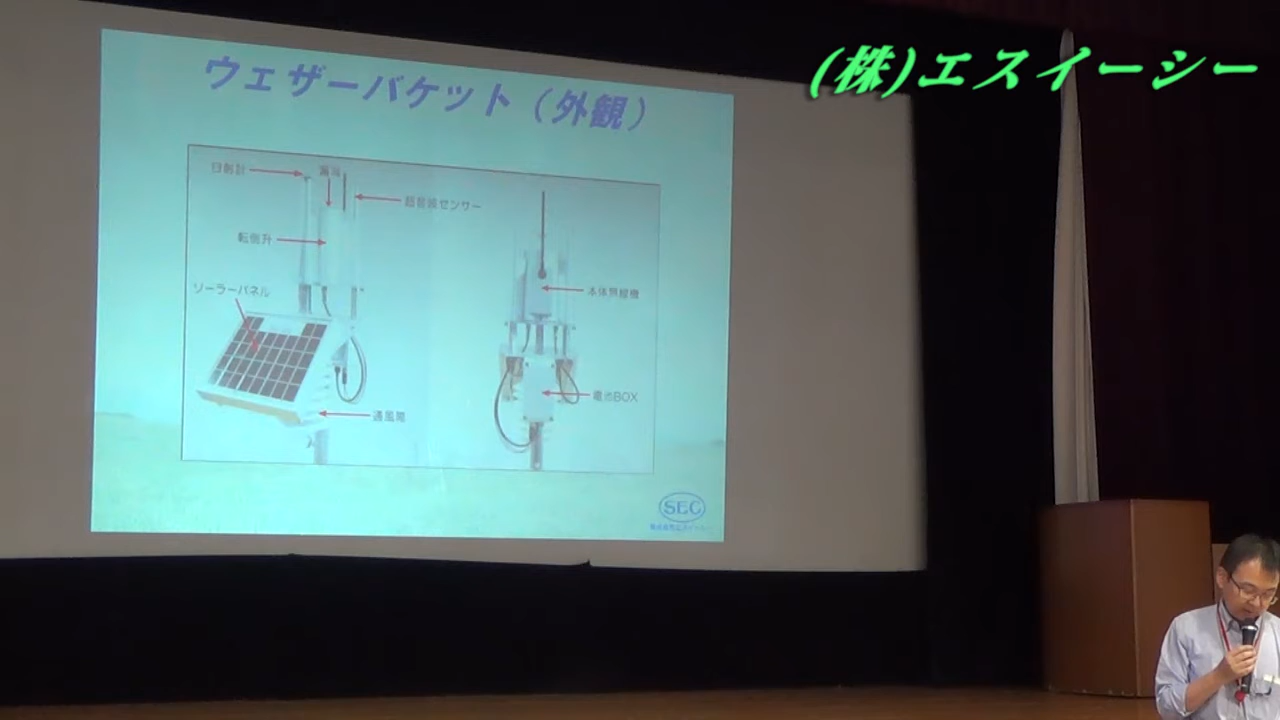 (株)エスイーシー
ウェザーバケット（外観）
日射計
漏斗
超音波センサー
転倒升
ソーラーパネル
本体無線機
電池BOX
通風筒
SEC